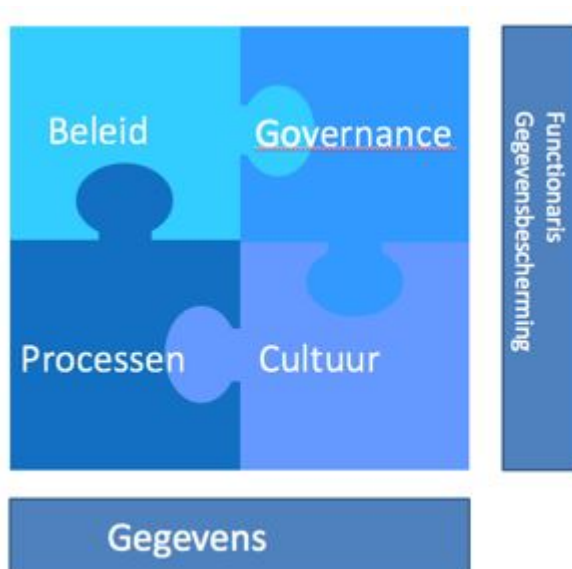 Beleid
Governance
Processen
Cultuur
Functionaris
Gegevensbescherming
Gegevens